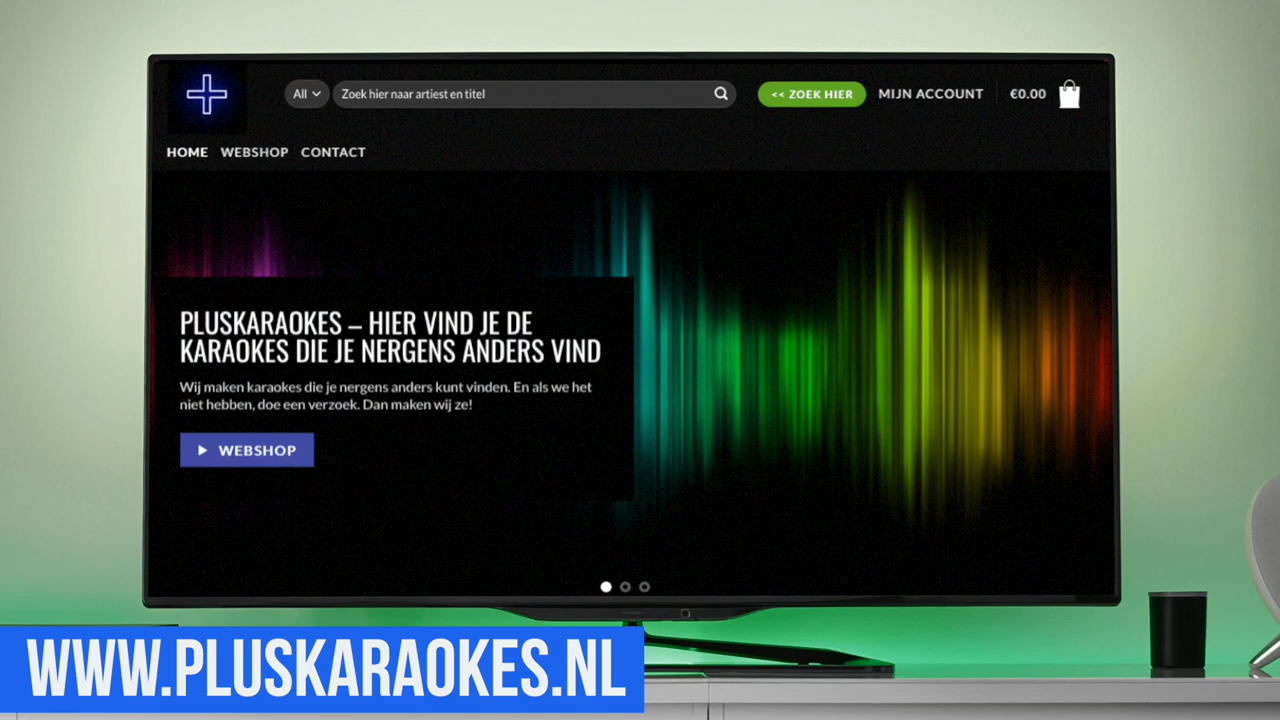 All
Zoek hier naar artiest en titel
<< ZOEK HIER
MIJN ACCOUNT
€0.00
HOME
WEBSHOP
CONTACT
PLUSKARAOKES – HIER VIND JE DE
KARAOKES DIE JE NERGENS ANDERS VIND
Wij maken karaokes die je nergens anders kunt vinden. En als we het
niet hebben, doe een verzoek. Dan maken wij ze!
WEBSHOP
WWW.PLUSKARAOKES.NL